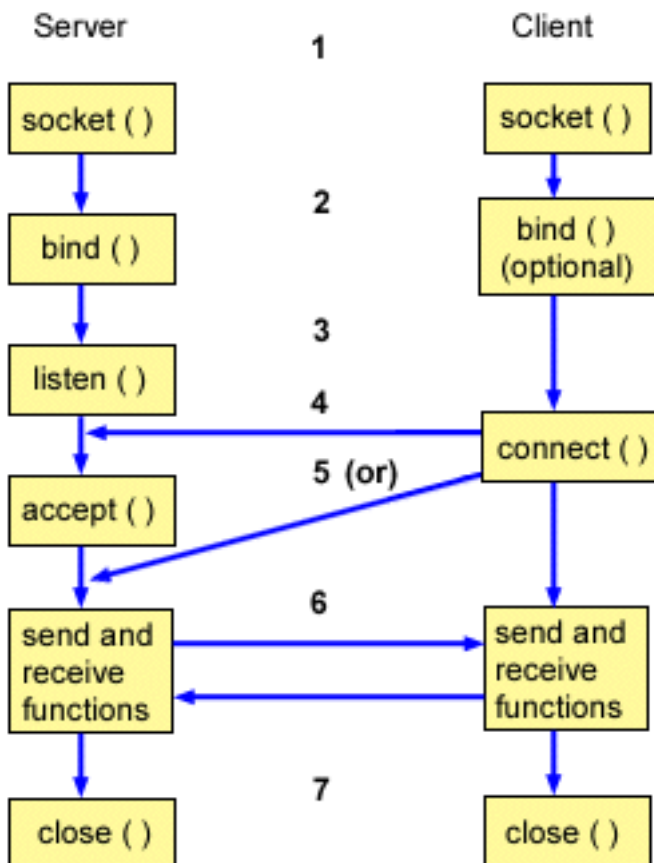 Server
1
Client
socket ( )
socket ( )
2
bind ( )
bind ( )
(optional)
3
listen ( )
4
connect ( )
5 (or)
accept ( )
6
send and
receive
functions
send and
receive
functions
7
close ( )
close ( )